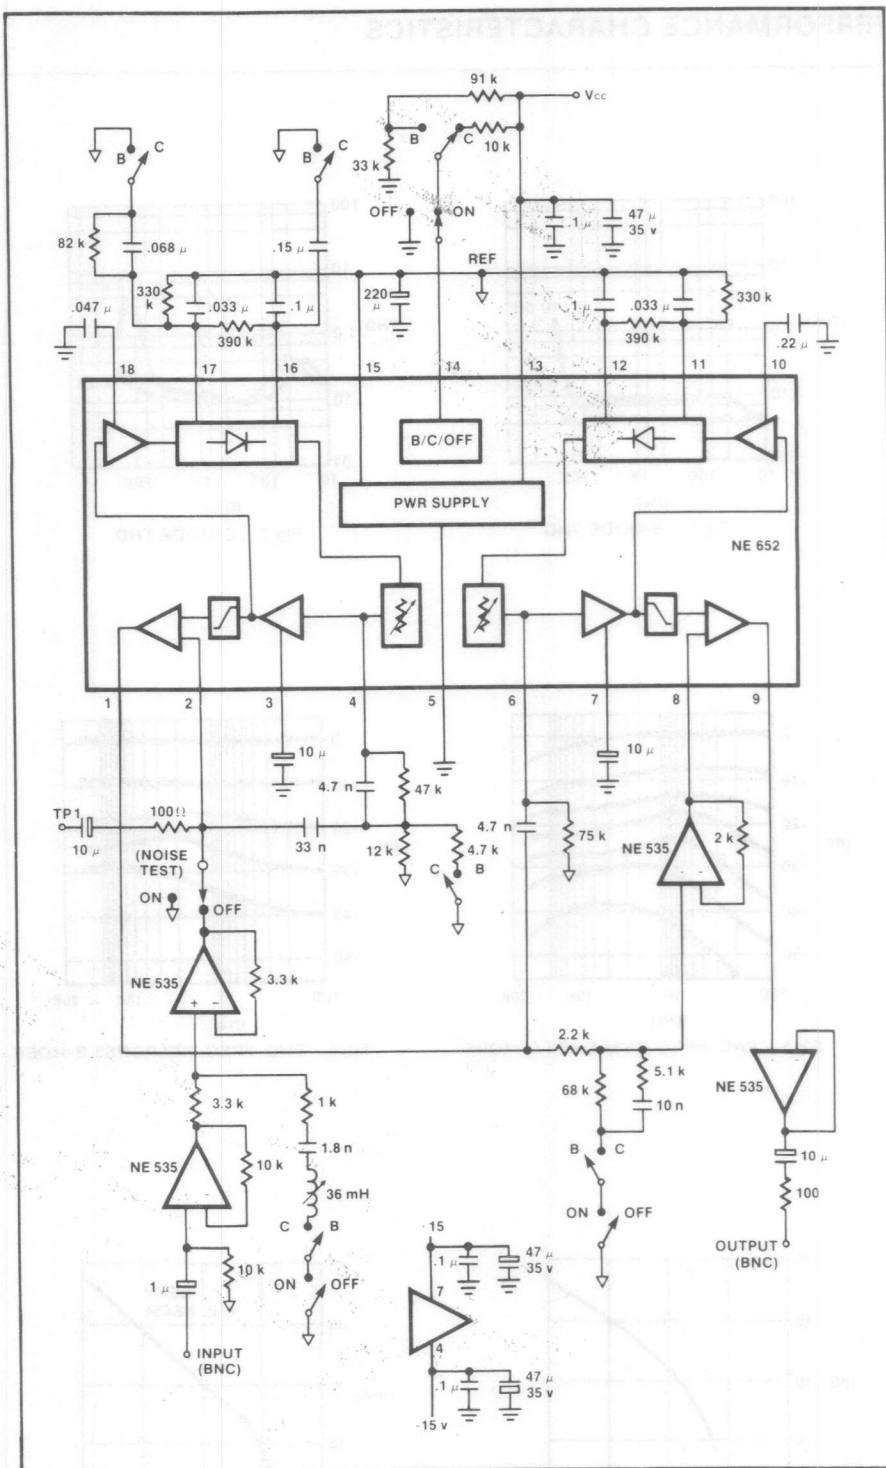 PERFORMANCE CHARACTERISTICS
91 k
Vcc
B C
B C
B C
33 k 10 k
OFF ON
82 k .068 μ .15 μ .1 μ 47 μ
35 v
REF
330 k .033 μ .1 μ 220 μ .1 μ .033 μ 330 k
.047 μ 390 k 390 k .22 μ
18 17 16 15 14 13 12 11 10
B/C/OFF
PWR SUPPLY
NE 652
1 2 3 4 5 6 7 8 9
10 μ 10 μ
4.7 n 47 k
TP1 100Ω
10 μ 33 n 12 k 4.7 k 4.7 n 75 k NE 535 2 k
(NOISE
TEST)
C B
ON OFF
NE 535 3.3 k
+ -
2.2 k
5.1 k
3.3 k 1 k 68 k NE 535
10 n
NE 535 10 k 1.8 n
B C 10 μ
36 mH
100
C B
ON OFF
15
ON OFF
OUTPUT
(BNC)
1 μ 10 k
.1 μ 47 μ
35 v
7
INPUT
(BNC)
4
.1 μ 47 μ
35 v
-15 v